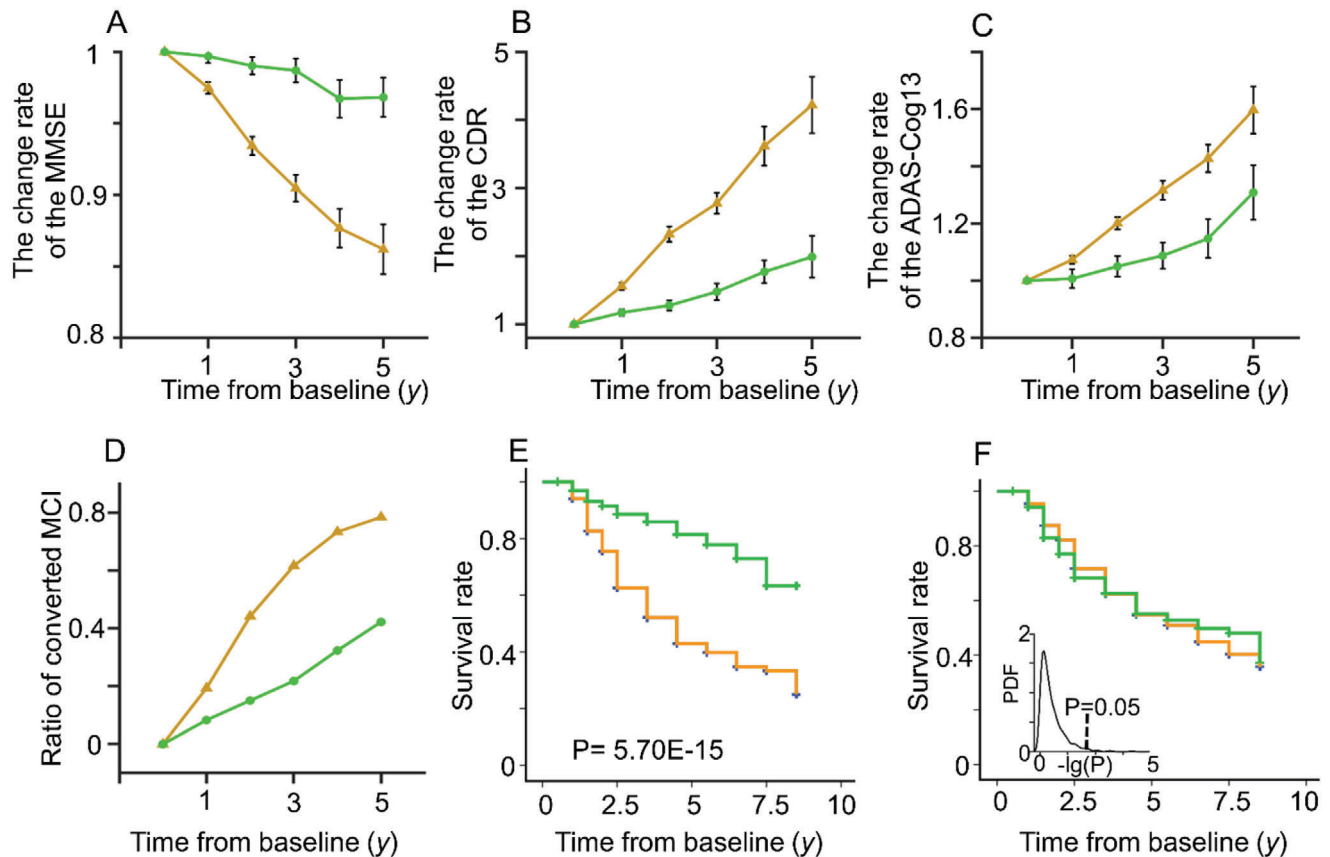 A
The change rate
of the MMSE
1
0.9
0.8
1
3
5
Time from baseline (y)
B
The change rate
of the CDR
5
3
1
1
3
5
Time from baseline (y)
C
The change rate
of the ADAS-Cog13
1.6
1.2
0.8
1
3
5
Time from baseline (y)
D
Ratio of converted MCI
0.8
0.4
0
1
3
5
Time from baseline (y)
E
Survival rate
0.8
0.4
0
P= 5.70E-15
0
2.5
5
7.5
10
Time from baseline (y)
F
Survival rate
0.8
0.4
0
2
PDF
0
P=0.05
0
-lg(P)
5
0
2.5
5
7.5
10
Time from baseline (y)